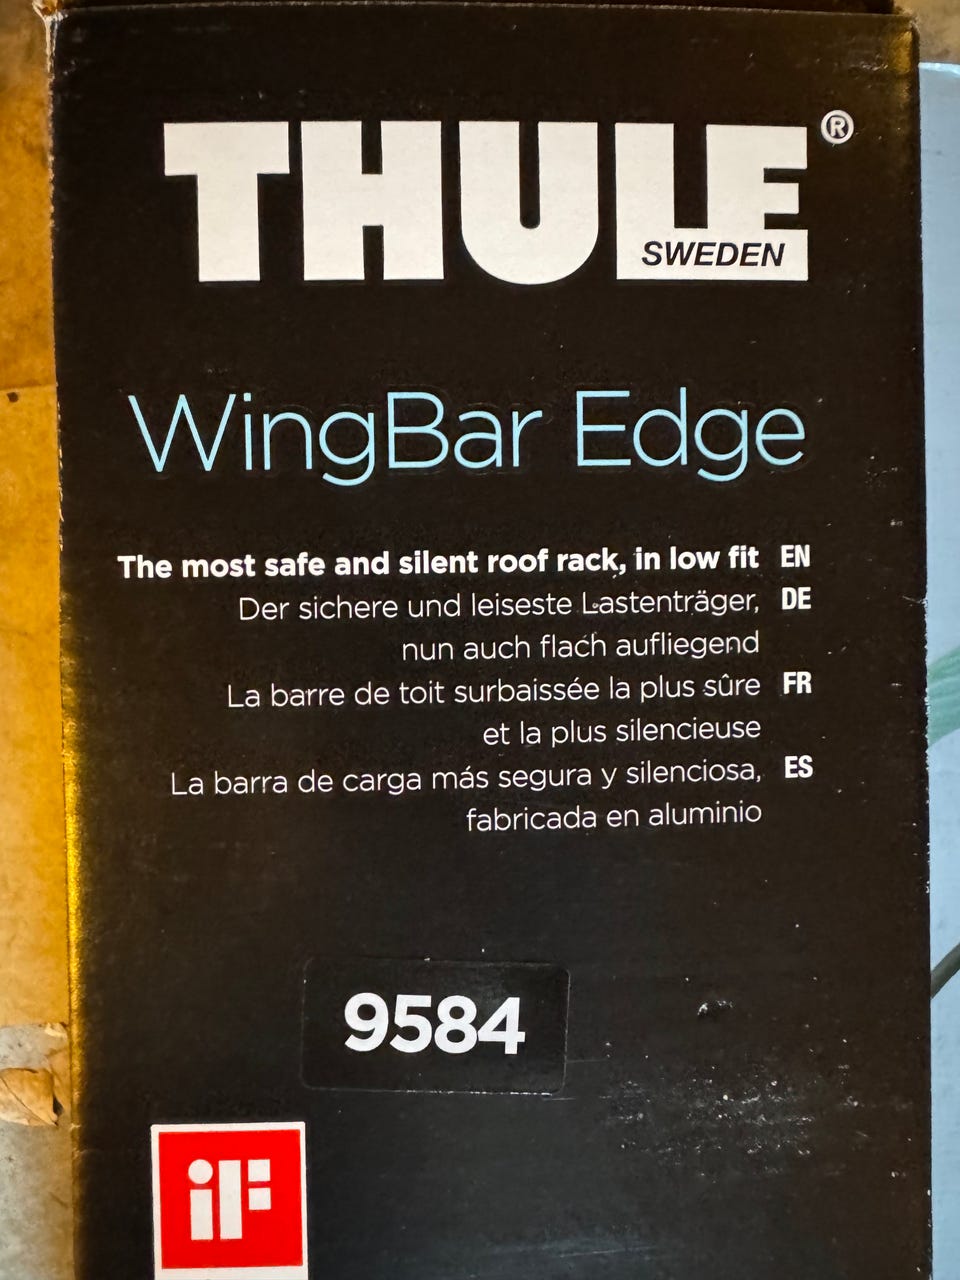 THULE®
SWEDEN
WingBar Edge
The most safe and silent roof rack, in low fit EN
Der sichere und leiseste Lastenträger, DE
nun auch flach aufliegend
La barre de toit surbaissée la plus sûre FR
et la plus silencieuse
La barra de carga más segura y silenciosa, ES
fabricada en aluminio
9584
iF